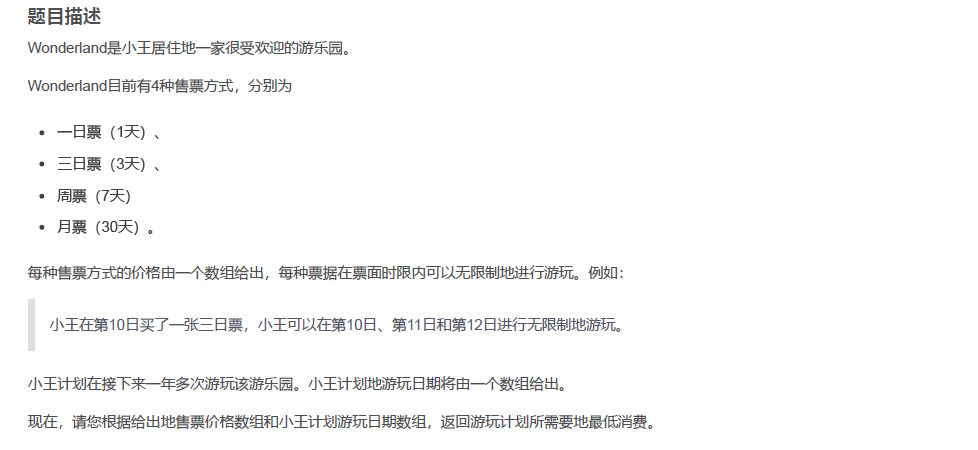 题目描述
Wonderland是小王居住地一家很受欢迎的游乐园。
Wonderland目前有4种售票方式，分别为
• 一日票（1天）、
• 三日票（3天）、
• 周票（7天）
• 月票（30天）。
每种售票方式的价格由一个数组给出，每种票据在票面时限内可以无限制地进行游玩。例如：
小王在第10日买了一张三日票，小王可以在第10日、第11日和第12日进行无限制地游玩。
小王计划在接下来一年多次游玩该游乐园。小王计划地游玩日期将由一个数组给出。
现在，请您根据给出地售票价格数组和小王计划游玩日期数组，返回游玩计划所需要地最低消费。